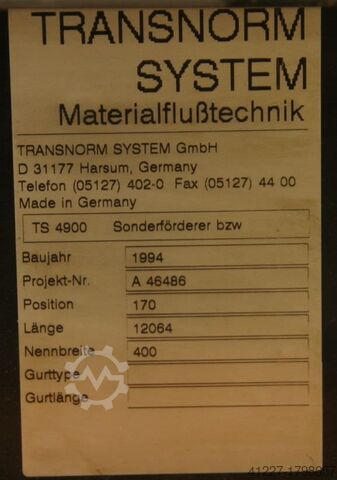 TRANSNORM
SYSTEM
Materialflußtechnik
TRANSNORM SYSTEM GmbH
D 31177 Harsum, Germany
Telefon (05127) 402-0 Fax (05127) 44 00
Made in Germany
TS 4900 Sonderförderer bzw
Baujahr 1994
Projekt-Nr. A 46486
Position 170
Länge 12064
Nennbreite 400
Gurttype
Gurtlänge